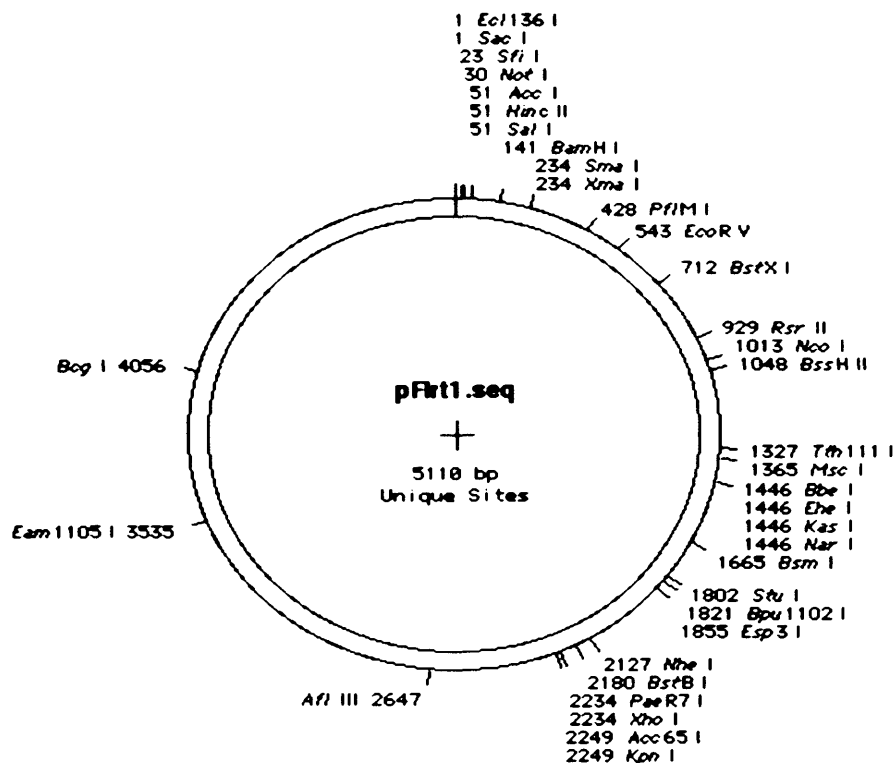 1 Ecl136 I
1 Sac I
23 Sfi I
30 Not I
51 Acc I
51 Hinc II
51 Sal I
141 BamH I
234 Sma I
234 Xma I
428 PflM I
543 EcoR V
712 BstX I
929 Rsr II
1013 Nco I
1048 BssH II
Bcg I 4056
pFlrt1.seq
5110 bp
Unique Sites
1327 Tth111 I
1365 Msc I
1446 Bbe I
1446 Ehe I
1446 Kas I
1446 Nar I
1665 Bsm I
Eam1105 I 3535
1802 Stu I
1821 Bpu1102 I
1855 Esp3 I
2127 Nhe I
2180 BstB I
2234 PaeR7 I
2234 Xho I
2249 Acc65 I
2249 Kpn I
Afl III 2647